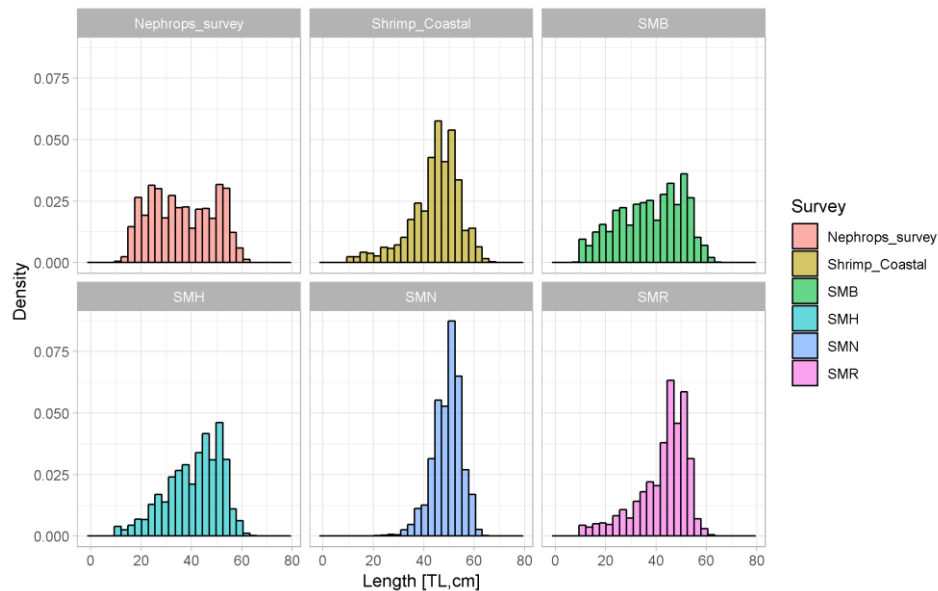 Nephrops_survey
Shrimp_Coastal
SMB
0.075
0.050
0.025
0.000
SMH
SMN
SMR
0.075
0.050
0.025
0.000
0 20 40 60 80
0 20 40 60 80
0 20 40 60 80
Density
Length [TL,cm]
Survey
Nephrops_survey
Shrimp_Coastal
SMB
SMH
SMN
SMR